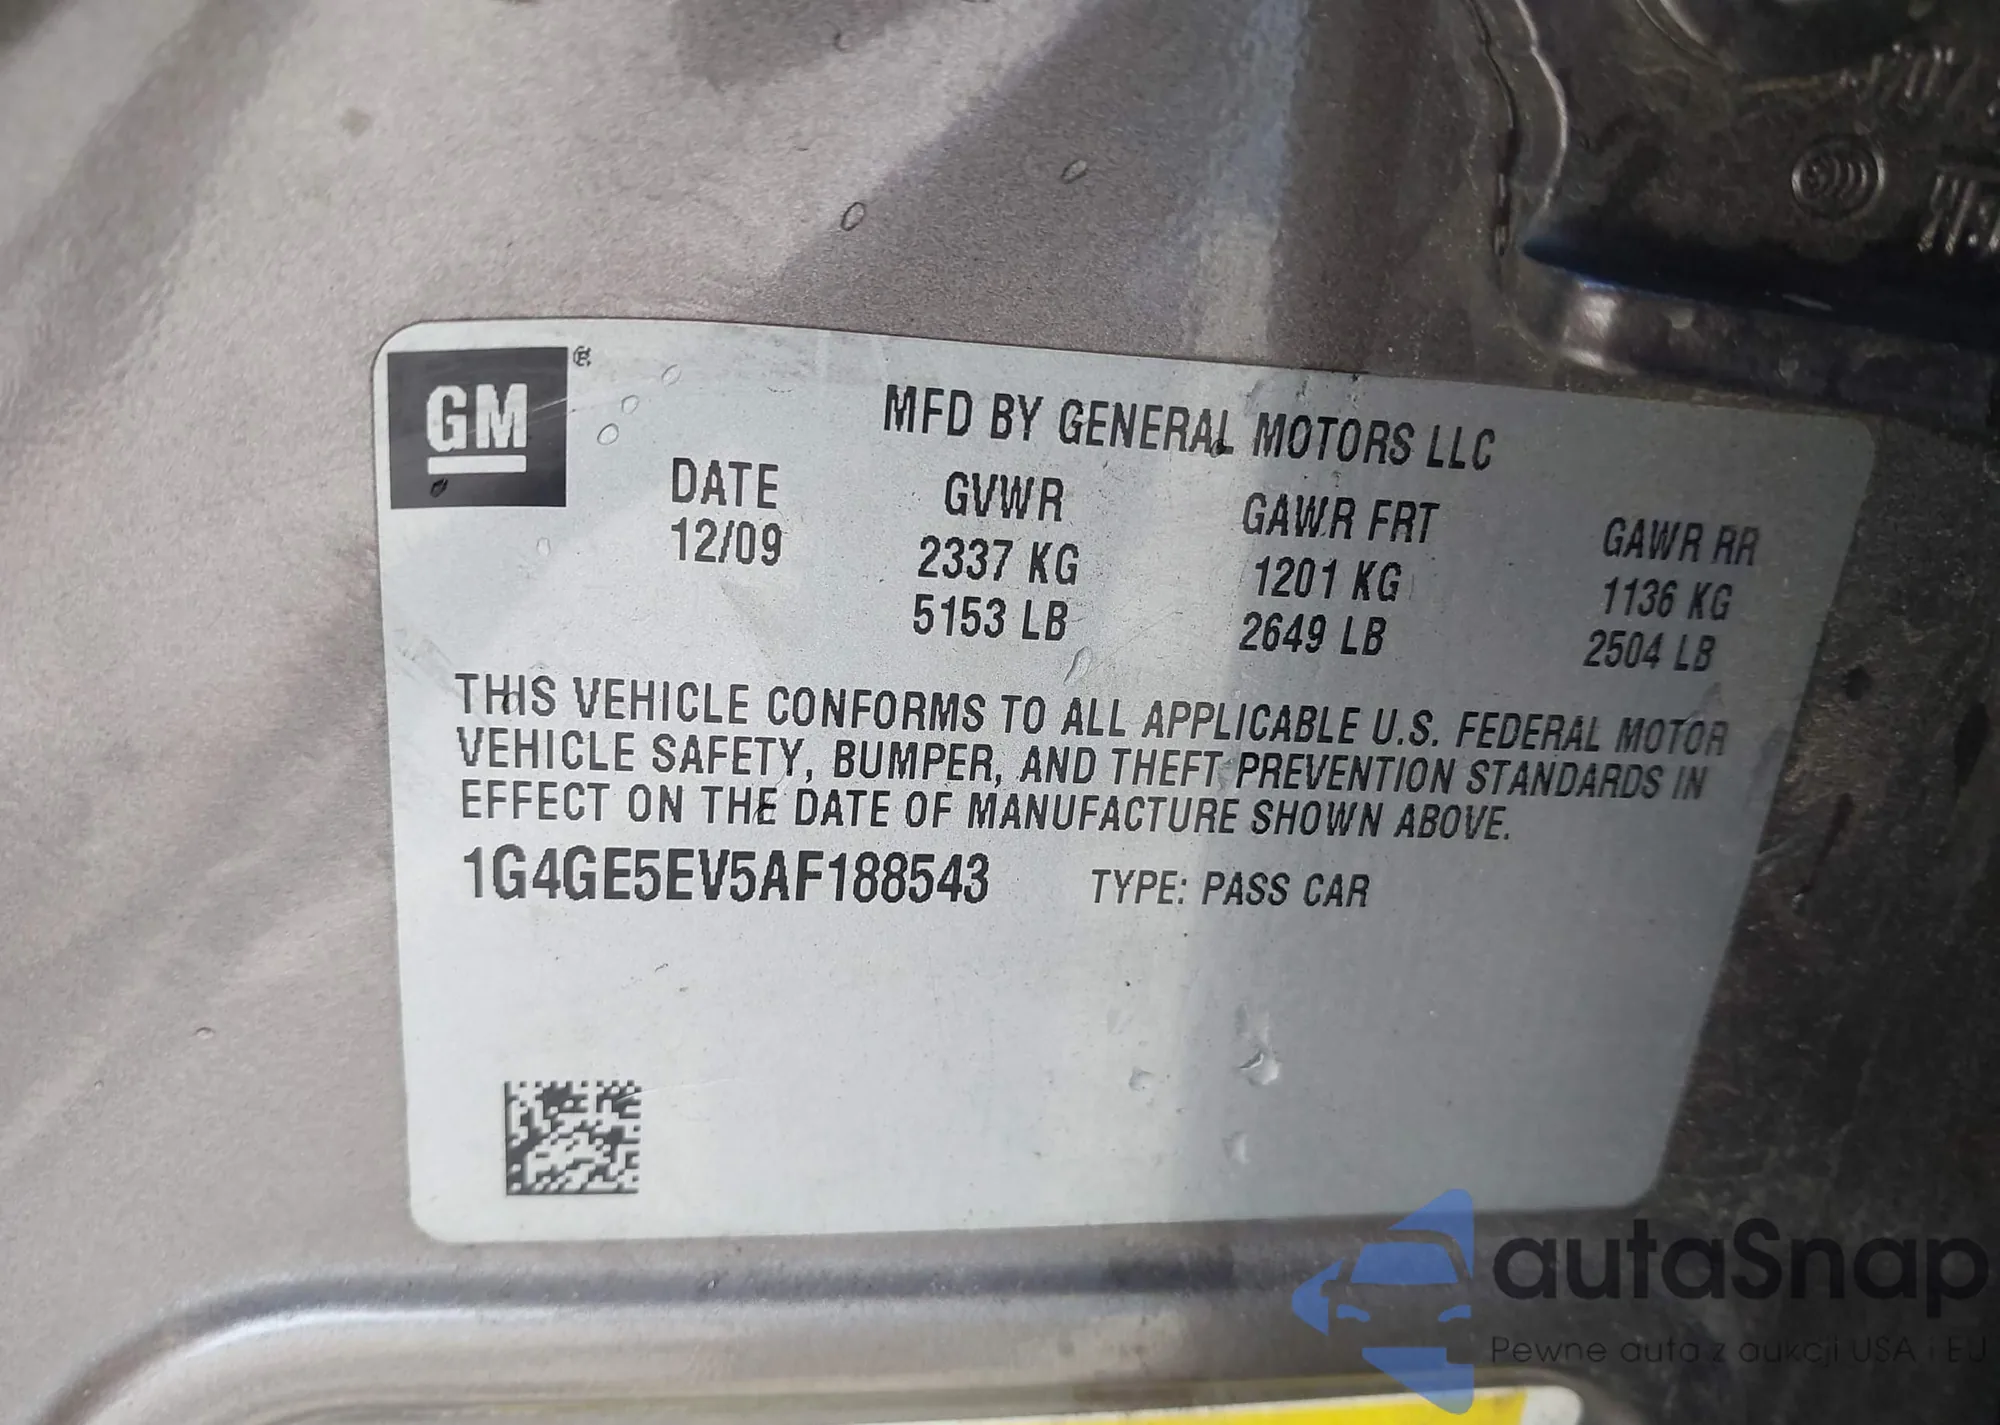 GM
MFD BY GENERAL MOTORS LLC
DATE GVWR GAWR FRT GAWR RR
12/09 2337 KG 1201 KG 1136 KG
5153 LB 2649 LB 2504 LB
THIS VEHICLE CONFORMS TO ALL APPLICABLE U.S. FEDERAL MOTOR
VEHICLE SAFETY, BUMPER, AND THEFT PREVENTION STANDARDS IN
EFFECT ON THE DATE OF MANUFACTURE SHOWN ABOVE.
1G4GE5EV5AF188543 TYPE: PASS CAR
autaSnap
Pewne auta z aukcji USA i EU